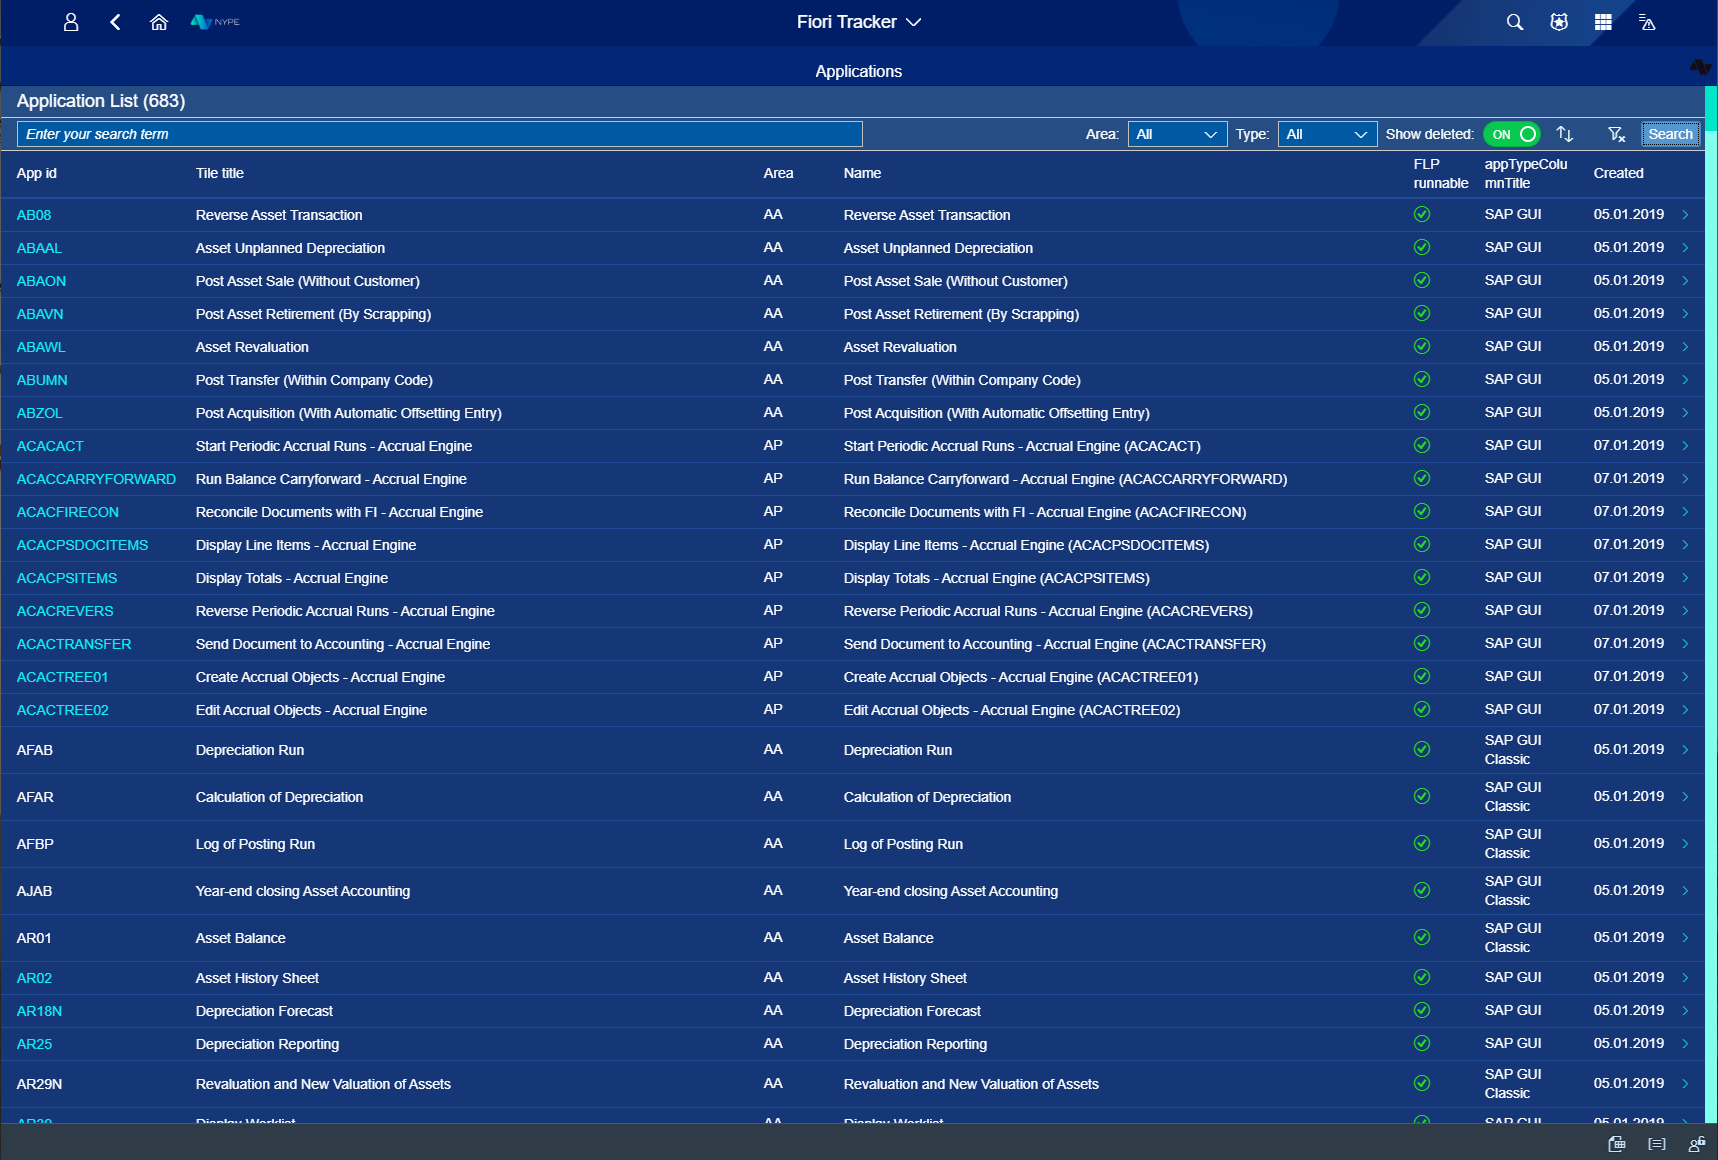 NYPE
Fiori Tracker
Applications
Application List (683)
Enter your search term Area: All Type: All Show deleted: ON Search
App id Tile title Area Name FLP runnable appTypeColumnTitle Created
AB08 Reverse Asset Transaction AA Reverse Asset Transaction SAP GUI 05.01.2019
ABAAL Asset Unplanned Depreciation AA Asset Unplanned Depreciation SAP GUI 05.01.2019
ABAON Post Asset Sale (Without Customer) AA Post Asset Sale (Without Customer) SAP GUI 05.01.2019
ABAVN Post Asset Retirement (By Scrapping) AA Post Asset Retirement (By Scrapping) SAP GUI 05.01.2019
ABAWL Asset Revaluation AA Asset Revaluation SAP GUI 05.01.2019
ABUMN Post Transfer (Within Company Code) AA Post Transfer (Within Company Code) SAP GUI 05.01.2019
ABZOL Post Acquisition (With Automatic Offsetting Entry) AA Post Acquisition (With Automatic Offsetting Entry) SAP GUI 05.01.2019
ACACACT Start Periodic Accrual Runs - Accrual Engine AP Start Periodic Accrual Runs - Accrual Engine (ACACACT) SAP GUI 07.01.2019
ACACCARRYFORWARD Run Balance Carryforward - Accrual Engine AP Run Balance Carryforward - Accrual Engine (ACACCARRYFORWARD) SAP GUI 07.01.2019
ACACFIRECON Reconcile Documents with FI - Accrual Engine AP Reconcile Documents with FI - Accrual Engine (ACACFIRECON) SAP GUI 07.01.2019
ACACPSDOCITEMS Display Line Items - Accrual Engine AP Display Line Items - Accrual Engine (ACACPSDOCITEMS) SAP GUI 07.01.2019
ACACPSITEMS Display Totals - Accrual Engine AP Display Totals - Accrual Engine (ACACPSITEMS) SAP GUI 07.01.2019
ACACREVERS Reverse Periodic Accrual Runs - Accrual Engine AP Reverse Periodic Accrual Runs - Accrual Engine (ACACREVERS) SAP GUI 07.01.2019
ACACTRANSFER Send Document to Accounting - Accrual Engine AP Send Document to Accounting - Accrual Engine (ACACTRANSFER) SAP GUI 07.01.2019
ACACTREE01 Create Accrual Objects - Accrual Engine AP Create Accrual Objects - Accrual Engine (ACACTREE01) SAP GUI 07.01.2019
ACACTREE02 Edit Accrual Objects - Accrual Engine AP Edit Accrual Objects - Accrual Engine (ACACTREE02) SAP GUI 07.01.2019
AFAB Depreciation Run AA Depreciation Run SAP GUI Classic 05.01.2019
AFAR Calculation of Depreciation AA Calculation of Depreciation SAP GUI Classic 05.01.2019
AFBP Log of Posting Run AA Log of Posting Run SAP GUI Classic 05.01.2019
AJAB Year-end closing Asset Accounting AA Year-end closing Asset Accounting SAP GUI Classic 05.01.2019
AR01 Asset Balance AA Asset Balance SAP GUI Classic 05.01.2019
AR02 Asset History Sheet AA Asset History Sheet SAP GUI 05.01.2019
AR18N Depreciation Forecast AA Depreciation Forecast SAP GUI 05.01.2019
AR25 Depreciation Reporting AA Depreciation Reporting SAP GUI 05.01.2019
AR29N Revaluation and New Valuation of Assets AA Revaluation and New Valuation of Assets SAP GUI Classic 05.01.2019
Display Worklist AA Display Worklist SAP GUI 05.01.2019